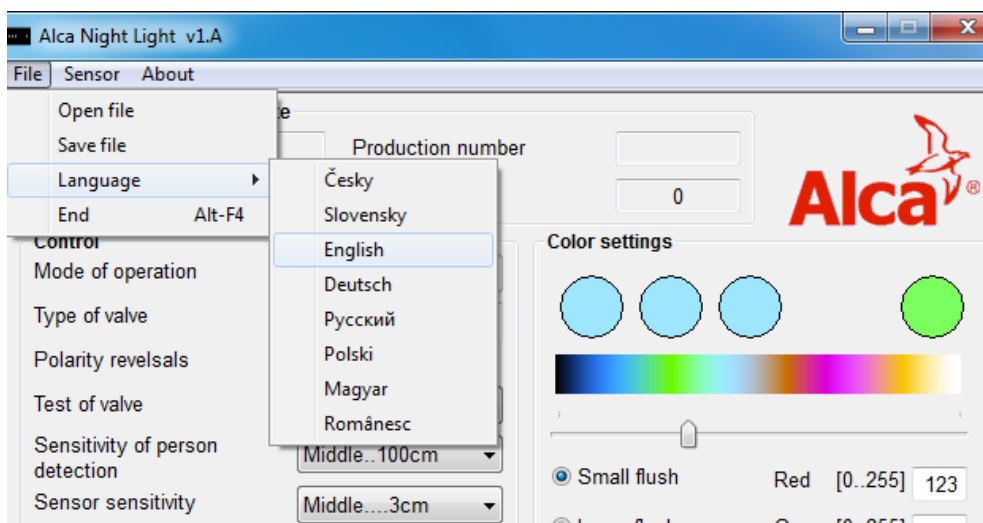 Alca Night Light v1.A
File Sensor About
Open file
Save file
Language
End Alt-F4
Česky
Slovensky
English
Deutsch
Русский
Polski
Magyar
Românesc
Production number
0
Alca®
Control
Mode of operation
Type of valve
Polarity revelsals
Test of valve
Sensitivity of person
detection
Middle..100cm
Sensor sensitivity
Middle....3cm
Color settings
Small flush
Red [0..255] 123